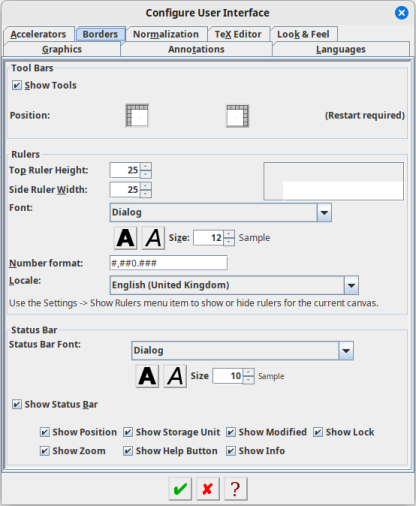 Configure User Interface
Accelerators Borders Normalization TeX Editor Look & Feel
Graphics Annotations Languages
Tool Bars
Show Tools
Position: (Restart required)
Rulers
Top Ruler Height: 25
Side Ruler Width: 25
Font: Dialog
A A Size: 12 Sample
Number format: #,##0.###
Locale: English (United Kingdom)
Use the Settings -> Show Rulers menu item to show or hide rulers for the current canvas.
Status Bar
Status Bar Font: Dialog
A A Size 10 Sample
Show Status Bar
Show Position Show Storage Unit Show Modified Show Lock
Show Zoom Show Help Button Show Info
?